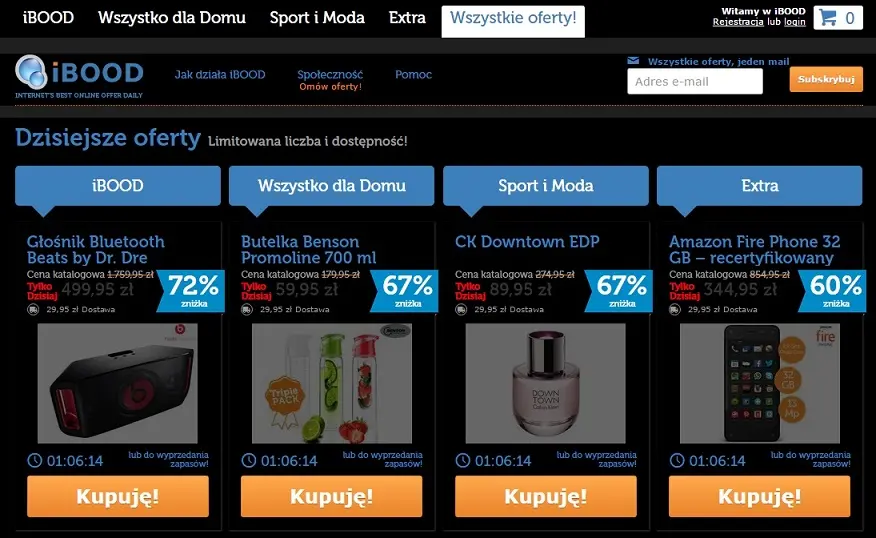 iBOOD Wszystko dla Domu Sport i Moda Extra Wszystkie oferty!
Witamy w iBOOD
Rejestracja lub login
0
iBOOD
INTERNET'S BEST ONLINE OFFER DAILY
Jak działa iBOOD Społeczność Pomoc
Omów oferty!
Wszystkie oferty, jeden mail
Adres e-mail
Subskrybuj
Dzisiejsze oferty Limitowana liczba i dostępność!
iBOOD
Głośnik Bluetooth
Beats by Dr. Dre
Cena katalogowa 1.759,95 zł
Tylko
Dzisiaj
499,95 zł
72%
zniżka
29,95 zł Dostawa
01:06:14
lub do wyprzedania
zapasów!
Kupuję!
Wszystko dla Domu
Butelka Benson
Promoline 700 ml
Cena katalogowa 179,95 zł
Tylko
Dzisiaj
59,95 zł
67%
zniżka
29,95 zł Dostawa
Triple
PACK
01:06:14
lub do wyprzedania
zapasów!
Kupuję!
Sport i Moda
CK Downtown EDP
Cena katalogowa 274,95 zł
Tylko
Dzisiaj
89,95 zł
67%
zniżka
29,95 zł Dostawa
DOWN
TOWN
Calvin Klein
01:06:14
lub do wyprzedania
zapasów!
Kupuję!
Extra
Amazon Fire Phone 32
GB – recertyfikowany
Cena katalogowa 854,95 zł
Tylko
Dzisiaj
344,95 zł
60%
zniżka
29,95 zł Dostawa
fire
32
GB
13
Mp
01:06:14
lub do wyprzedania
zapasów!
Kupuję!